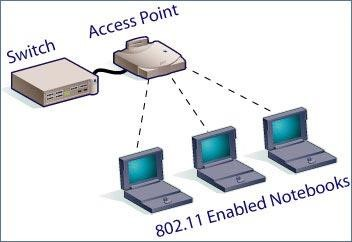 Access Point
Switch
802.11 Enabled Notebooks